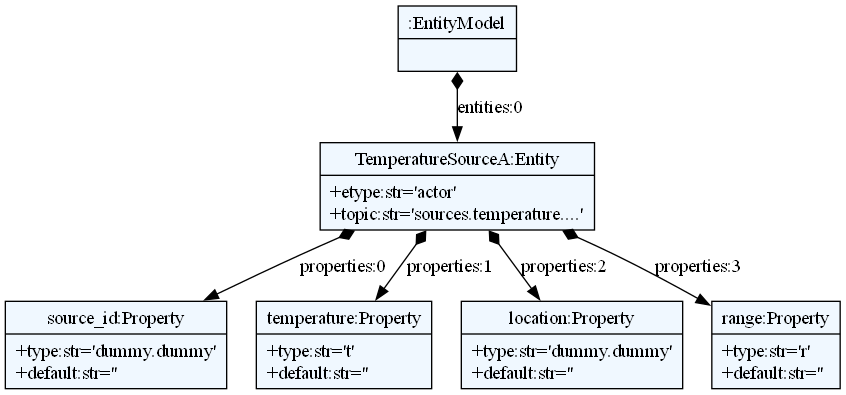 :EntityModel
entities:0
TemperatureSourceA:Entity
+etype:str='actor'
+topic:str='sources.temperature....'
properties:0
properties:1
properties:2
properties:3
source_id:Property
+type:str='dummy.dummy'
+default:str=''
temperature:Property
+type:str='t'
+default:str=''
location:Property
+type:str='dummy.dummy'
+default:str=''
range:Property
+type:str='r'
+default:str=''